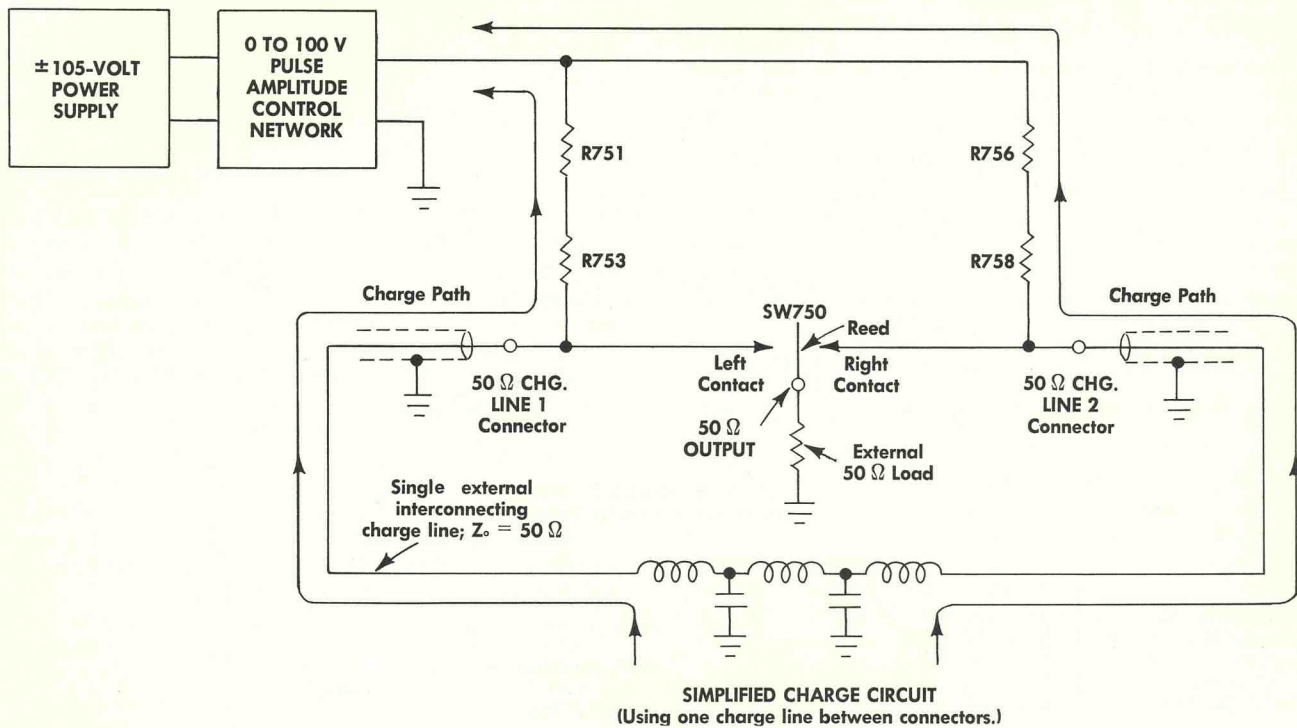 ± 105-VOLT
POWER
SUPPLY
0 TO 100 V
PULSE
AMPLITUDE
CONTROL
NETWORK
R751
R756
R753
R758
Charge Path
Charge Path
SW750
Reed
Left
Contact
Right
Contact
50 Ω CHG.
LINE 1
Connector
50 Ω CHG.
LINE 2
Connector
50 Ω
OUTPUT
External
50 Ω Load
Single external
interconnecting
charge line; Zo = 50 Ω
SIMPLIFIED CHARGE CIRCUIT
(Using one charge line between connectors.)